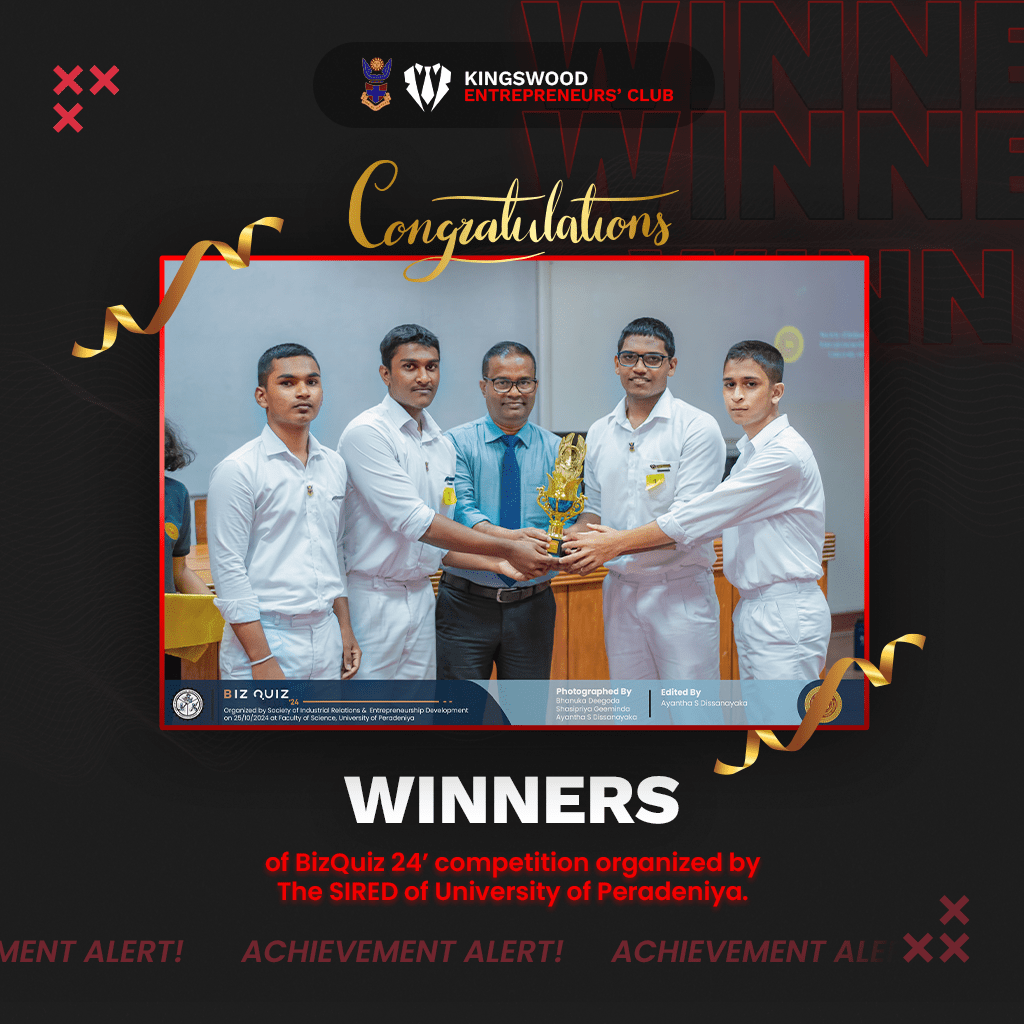 WINNE
WINNE
WINN
KINGSWOOD
ENTREPRENEURS' CLUB
Congratulations
BIZ QUIZ
'24
Organized by Society of Industrial Relations & Entrepreneurship Development
on 25/10/2024 at Faculty of Science, University of Peradeniya
Photographed By
Bhanuka Deegoda
Shasipriya Geeminda
Ayantha S Dissanayaka
Edited By
Ayantha S Dissanayaka
WINNERS
of BizQuiz 24' competition organized by
The SIRED of University of Peradeniya.
MENT ALERT! ACHIEVEMENT ALERT! ACHIEVEMENT ALE